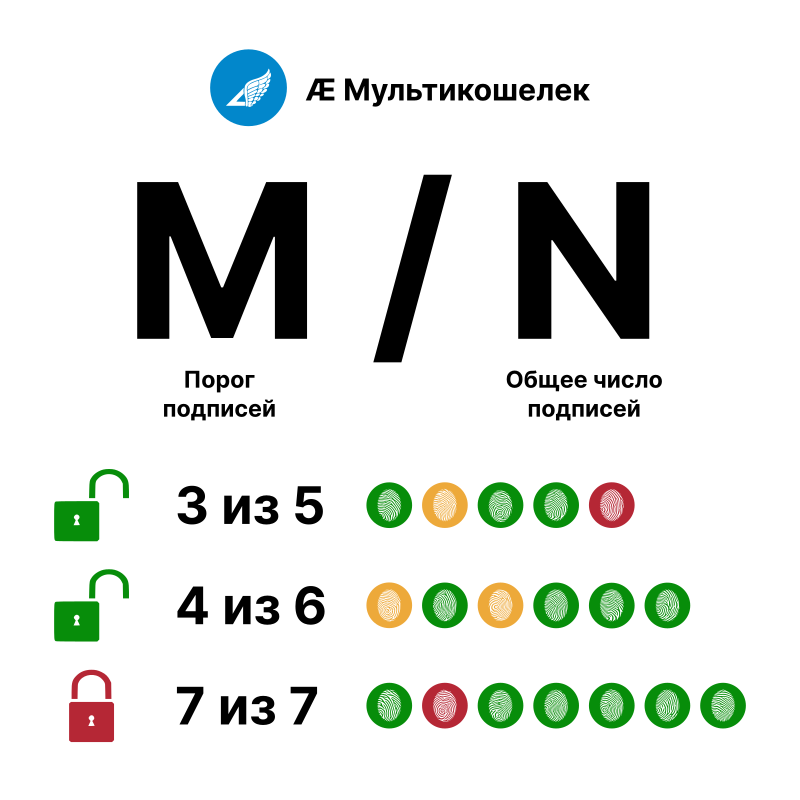 Æ Мультикошелек
M / N
Порог
подписей
Общее число
подписей
3 из 5
4 из 6
7 из 7